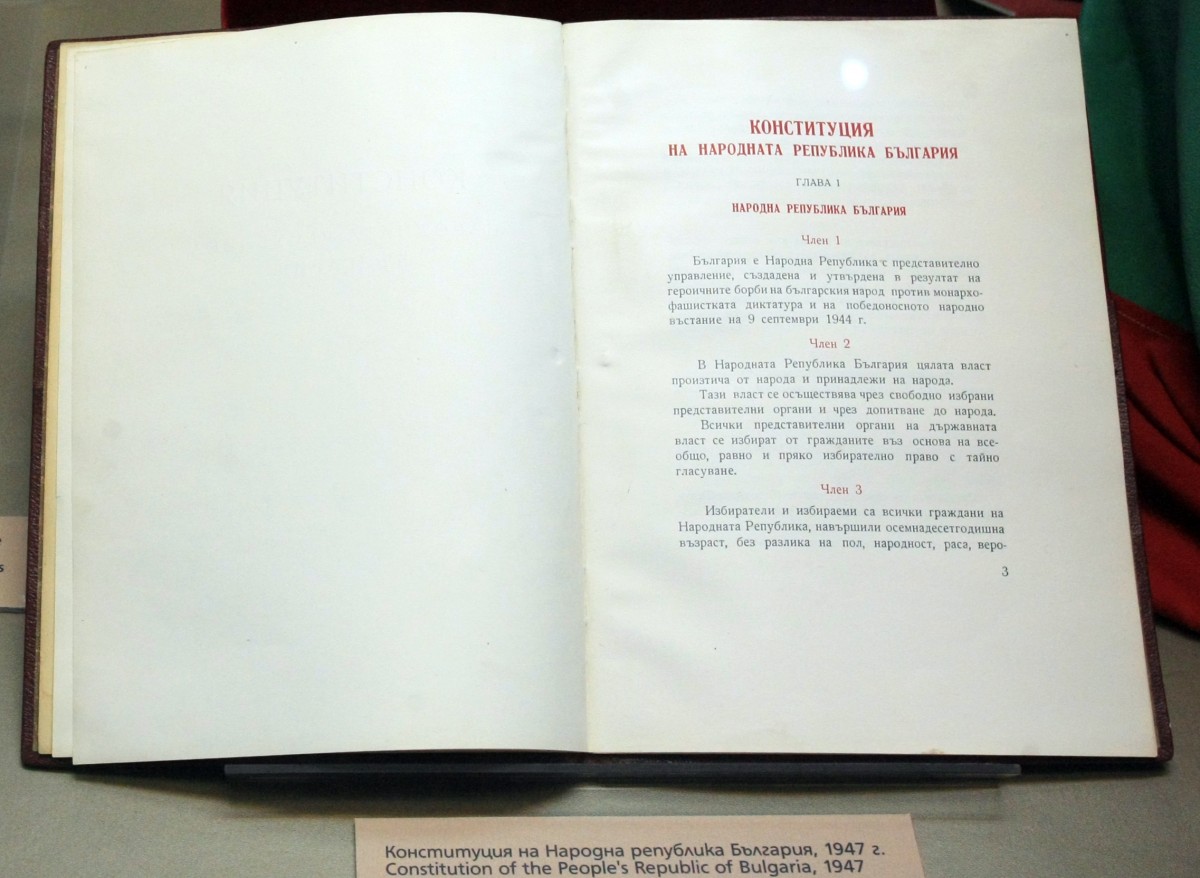 КОНСТИТУЦИЯ
НА НАРОДНАТА РЕПУБЛИКА БЪЛГАРИЯ
ГЛАВА 1
НАРОДНА РЕПУБЛИКА БЪЛГАРИЯ
Член 1
България е Народна Република с представително
управление, създадена и утвърдена в резултат на
героичните борби на българския народ против монархо-
фашистката диктатура и на победоносното народно
въстание на 9 септември 1944 г.
Член 2
В Народната Република България цялата власт
произтича от народа и принадлежи на народа.
Тази власт се осъществява чрез свободно избрани
представителни органи и чрез допитване до народа.
Всички представителни органи на държавната
власт се избират от гражданите въз основа на все-
общо, равно и пряко избирателно право с тайно
гласуване.
Член 3
Избиратели и избираеми са всички граждани на
Народната Република, навършили осемнадесетгодишна
възраст, без разлика на пол, народност, раса, веро-
3
Конституция на Народна република България, 1947 г.
Constitution of the People's Republic of Bulgaria, 1947